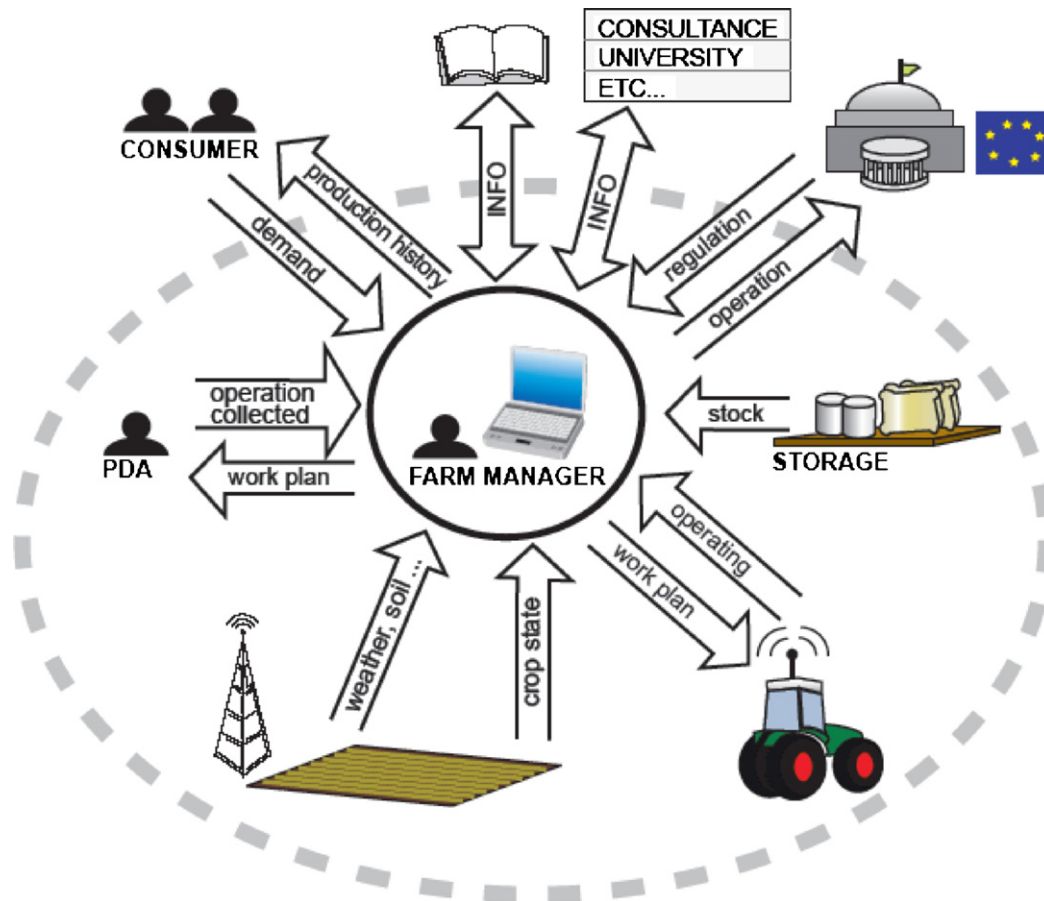 CONSULTANCE
UNIVERSITY
ETC...
CONSUMER
production history
demand
INFO
INFO
regulation
operation
operation
collected
PDA
work plan
FARM MANAGER
stock
STORAGE
operating
work plan
weather, soil ...
crop state